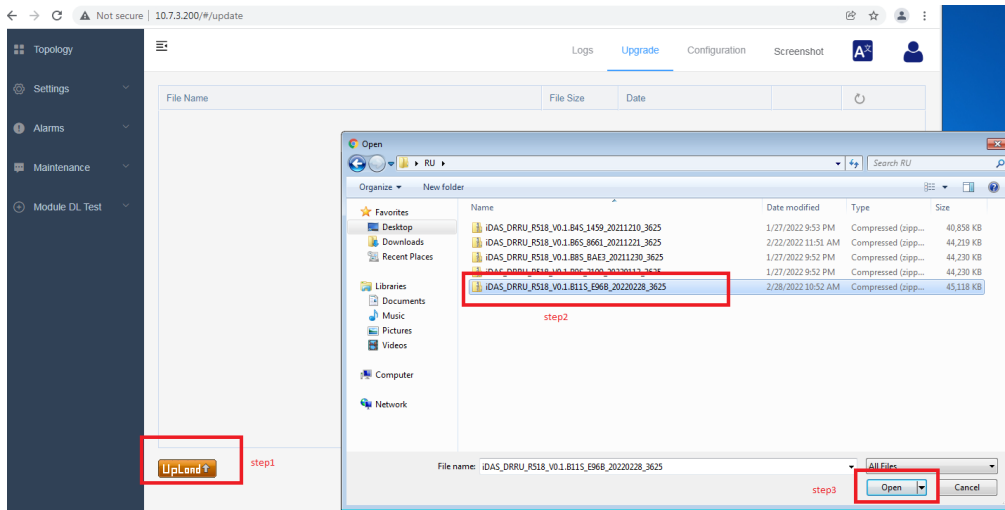 Not secure | 10.7.3.200/#/update
Topology
Logs Upgrade Configuration Screenshot A文
Settings
File Name File Size Date
Alarms
Open
RU
Search RU
Maintenance
Organize New folder
Module DL Test
Favorites
Desktop
Downloads
Recent Places
Libraries
Documents
Music
Pictures
Videos
Computer
Network
Name Date modified Type Size
iDAS_DRRU_R518_V0.1.B4S_1459_20211210_3625 1/27/2022 9:53 PM Compressed (zipp... 40,858 KB
iDAS_DRRU_R518_V0.1.B6S_8661_20211221_3625 2/22/2022 11:51 AM Compressed (zipp... 44,219 KB
iDAS_DRRU_R518_V0.1.B8S_BAE3_20211230_3625 1/27/2022 9:52 PM Compressed (zipp... 44,230 KB
1/27/2022 9:52 PM Compressed (zipp... 44,230 KB
iDAS_DRRU_R518_V0.1.B11S_E96B_20220228_3625 2/28/2022 10:52 AM Compressed (zipp... 45,118 KB
step2
UpLoad
step1
File name: iDAS_DRRU_R518_V0.1.B11S_E96B_20220228_3625 All Files
step3
Open Cancel